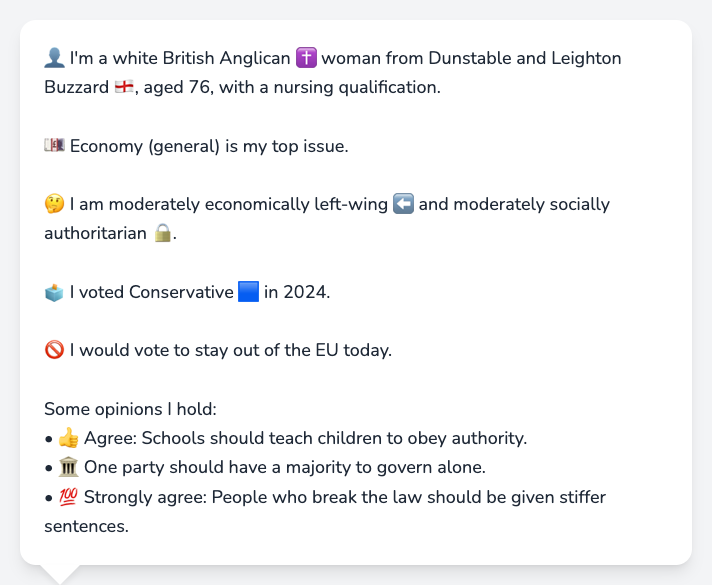 👤 I'm a white British Anglican ✝️ woman from Dunstable and Leighton
Buzzard 🏴󠁧󠁢󠁥󠁮󠁧󠁿, aged 76, with a nursing qualification.
💷 Economy (general) is my top issue.
🤔 I am moderately economically left-wing ⬅️ and moderately socially
authoritarian 🔒.
🗳️ I voted Conservative 🟦 in 2024.
🚫 I would vote to stay out of the EU today.
Some opinions I hold:
• 👍 Agree: Schools should teach children to obey authority.
• 🏛️ One party should have a majority to govern alone.
• 💯 Strongly agree: People who break the law should be given stiffer
sentences.